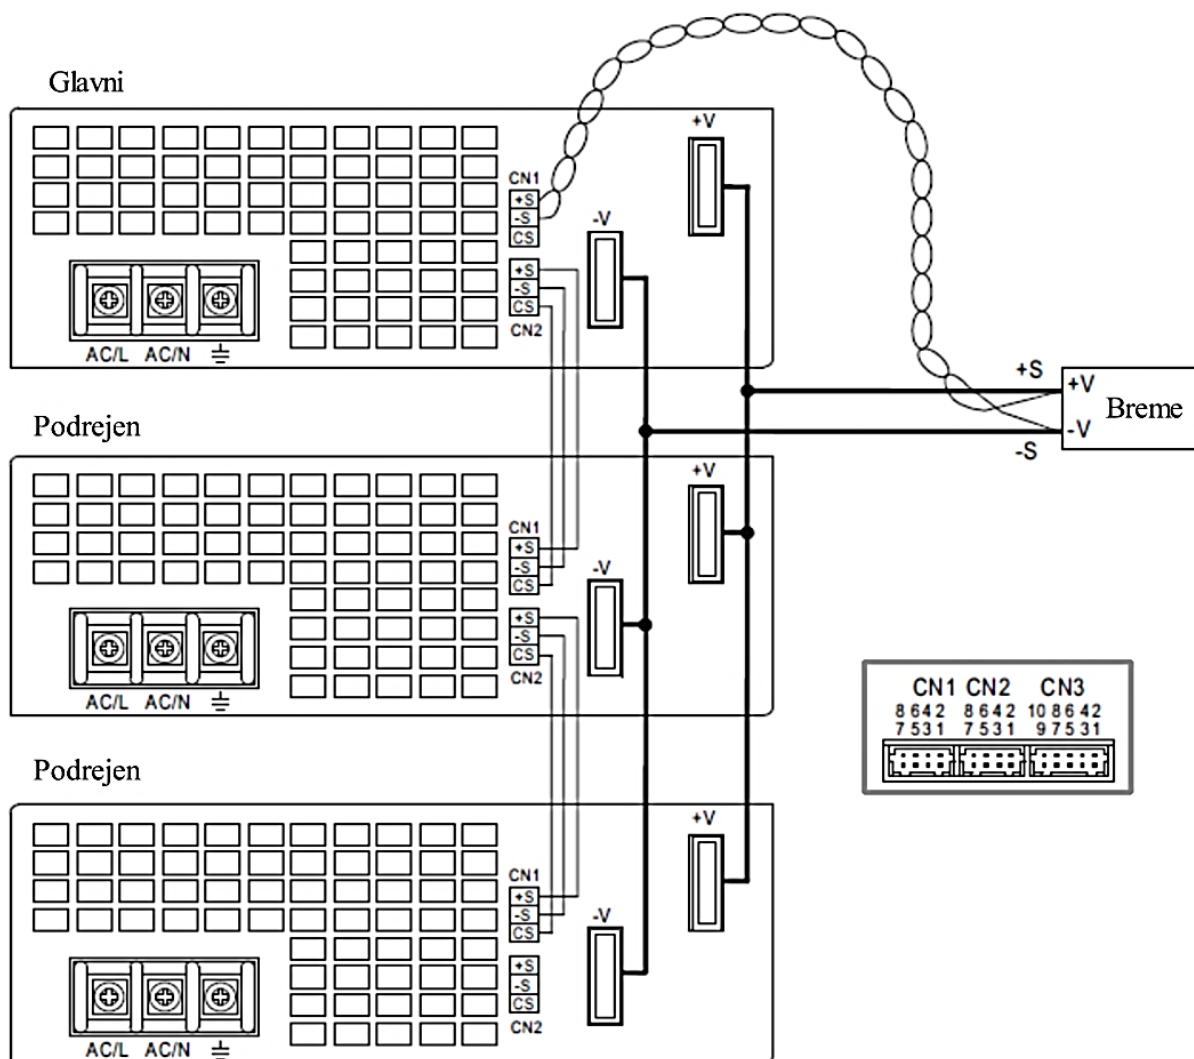 Glavni
+V
CN1
+S
-S
CS
-V
+S
-S
CS
CN2
AC/L AC/N
+S
+V
-V
Breme
-S
Podrejen
+V
CN1
+S
-S
CS
-V
+S
-S
CS
CN2
AC/L AC/N
CN1 CN2 CN3
8 6 4 2 8 6 4 2 10 8 6 4 2
7 5 3 1 7 5 3 1 9 7 5 3 1
Podrejen
+V
CN1
+S
-S
CS
-V
+S
-S
CS
CN2
AC/L AC/N